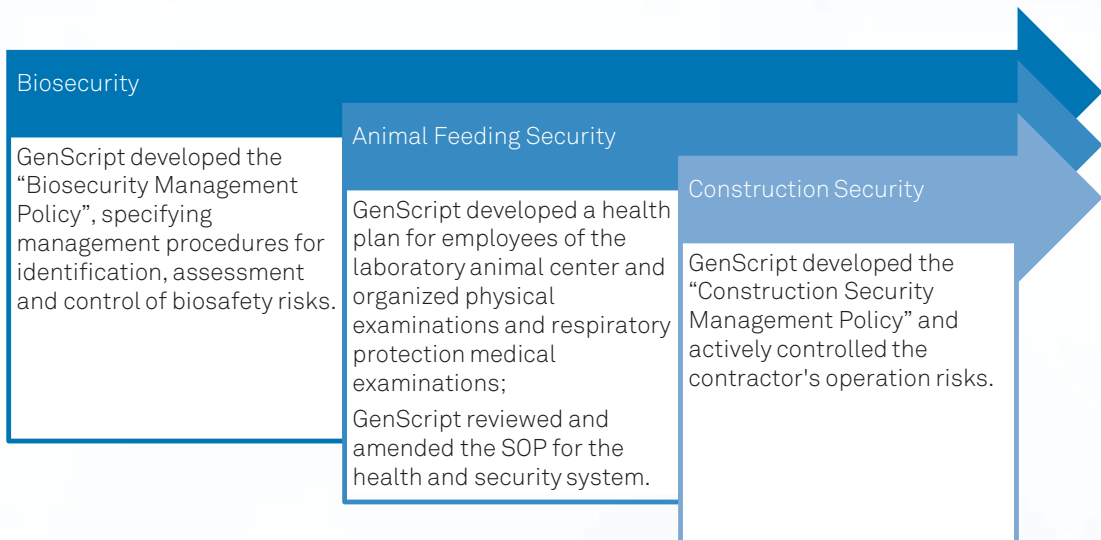 Biosecurity
GenScript developed the
“Biosecurity Management
Policy”, specifying
management procedures for
identification, assessment
and control of biosafety risks.
Animal Feeding Security
GenScript developed a health
plan for employees of the
laboratory animal center and
organized physical
examinations and respiratory
protection medical
examinations;
GenScript reviewed and
amended the SOP for the
health and security system.
Construction Security
GenScript developed the
“Construction Security
Management Policy” and
actively controlled the
contractor's operation risks.